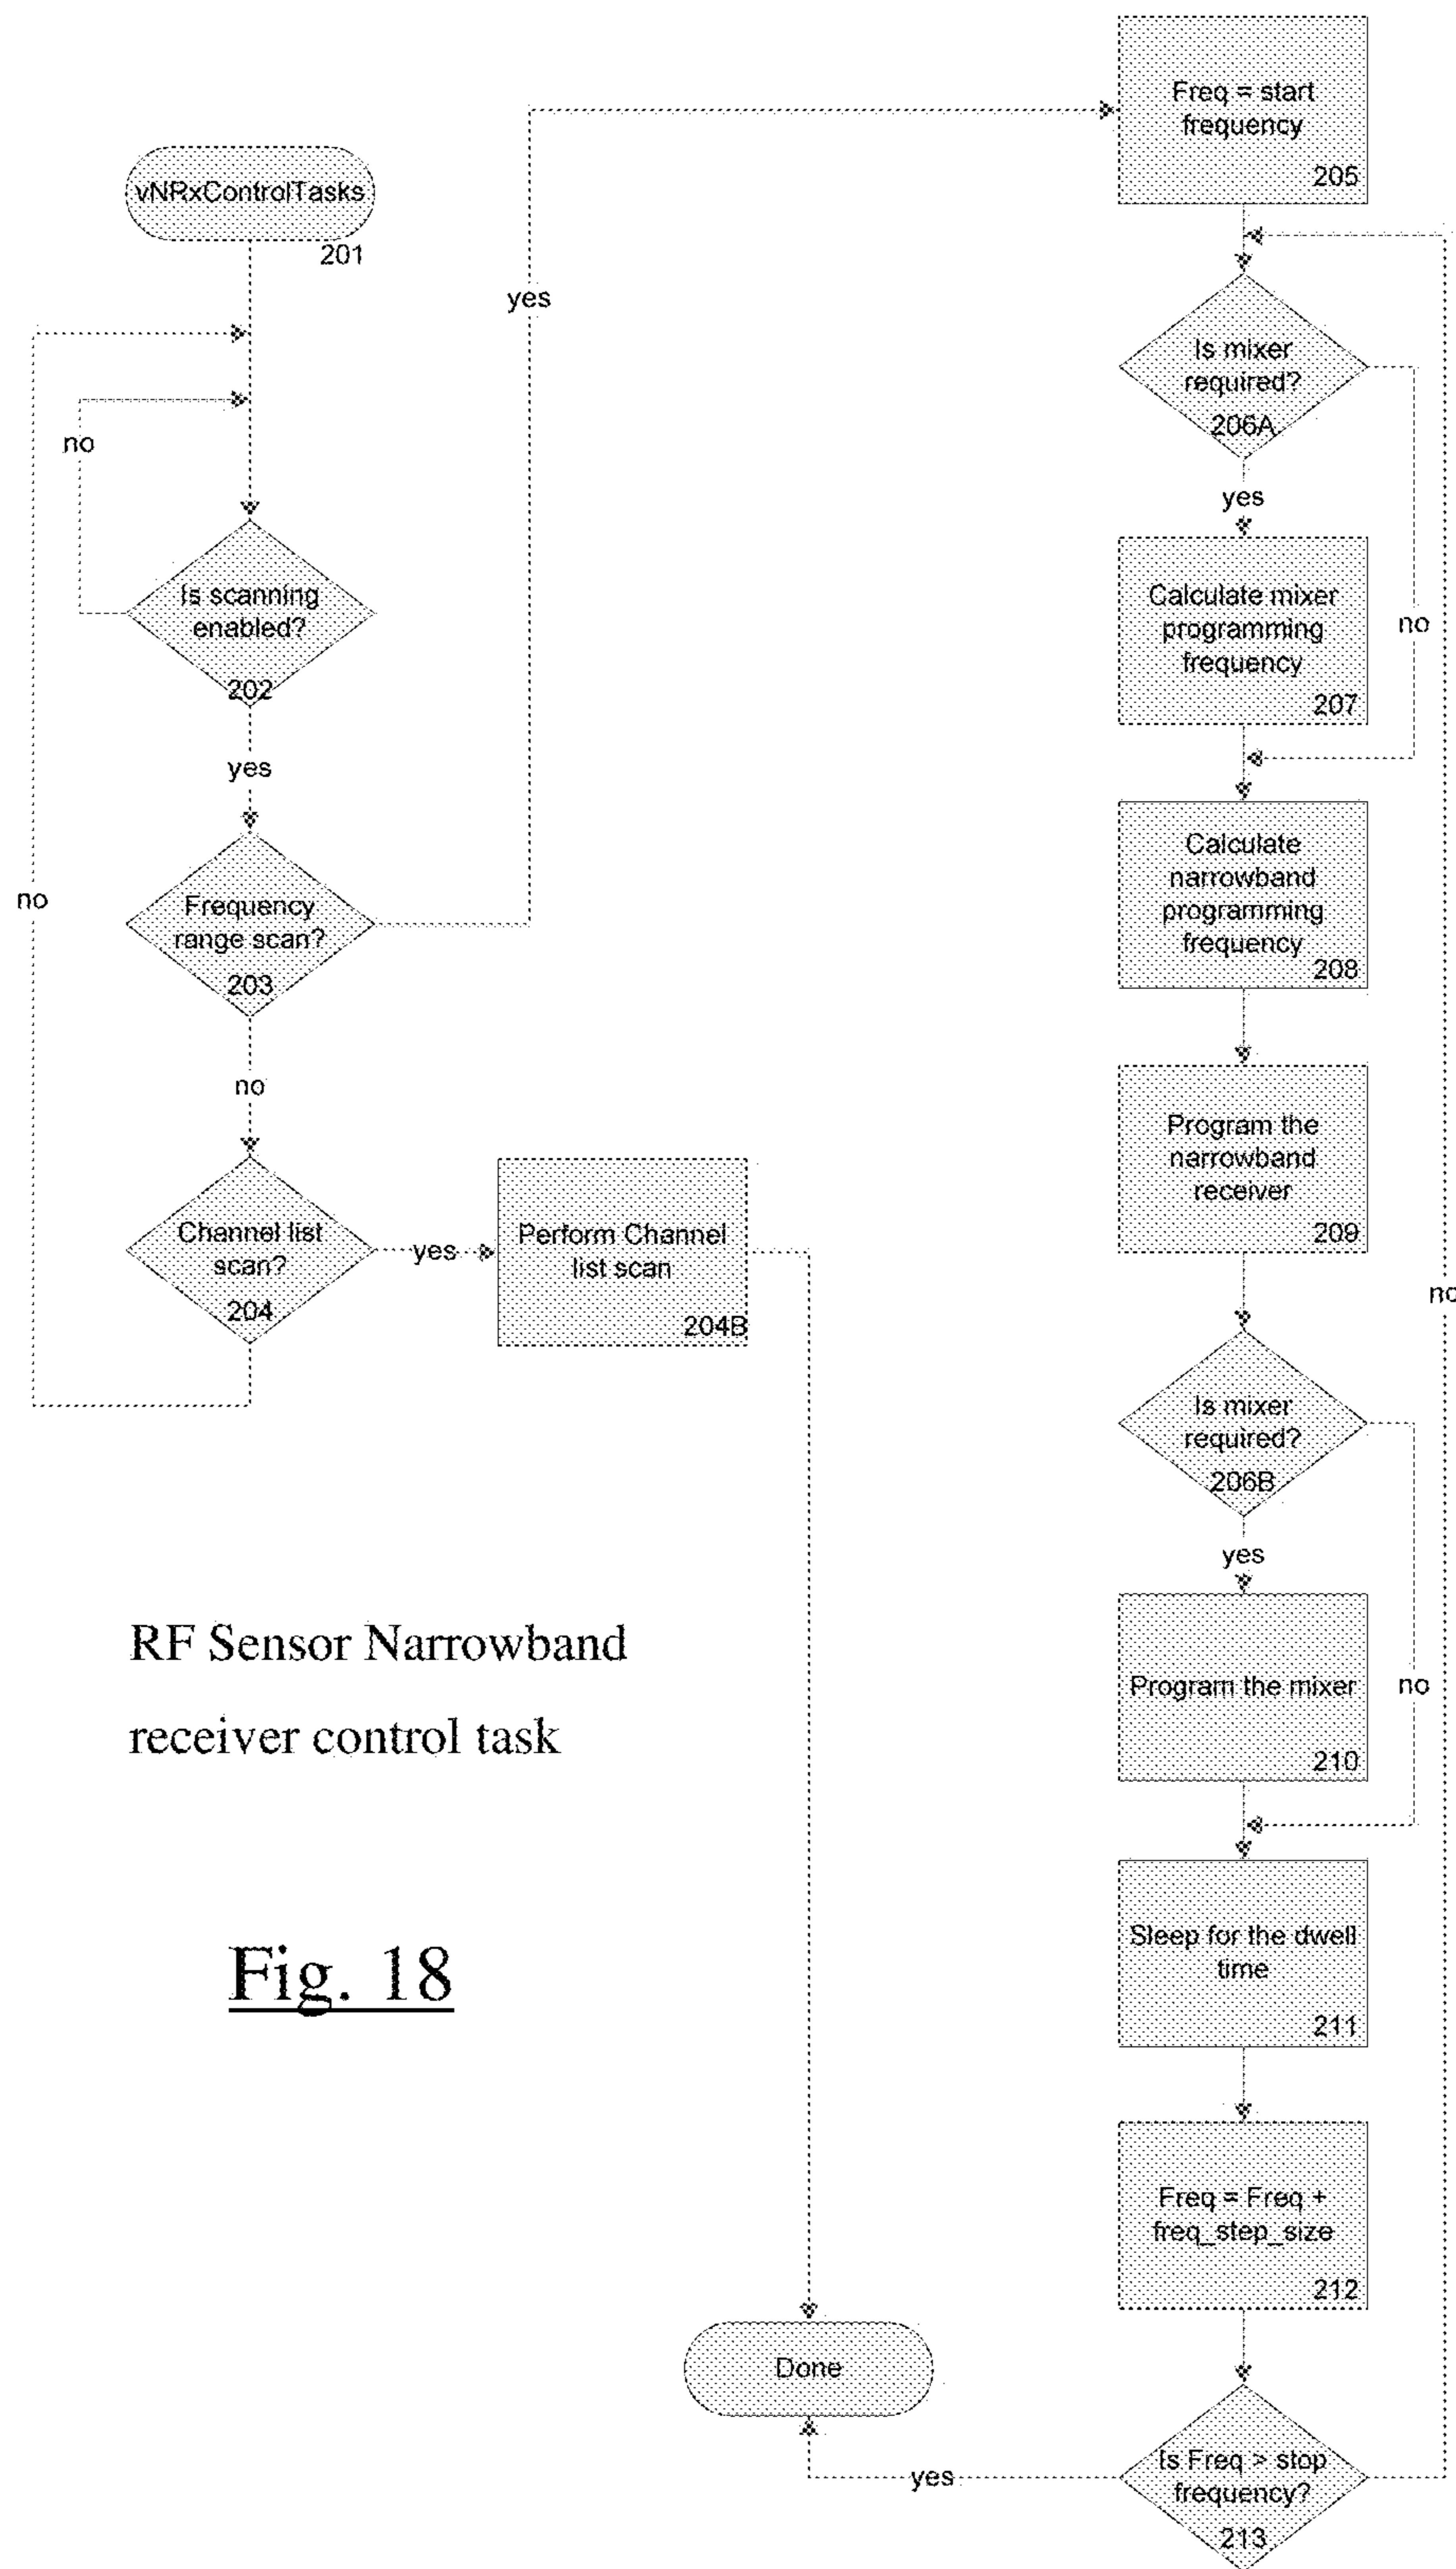 vNRxControlTasks
201
no
Is scanning
enabled?
202
yes
Frequency
range scan?
203
yes
no
no
Channel list
scan?
204
yes
Perform Channel
list scan
204B
Freq = start
frequency
205
Is mixer
required?
206A
yes
no
Calculate mixer
programming
frequency
207
Calculate
narrowband
programming
frequency
208
Program the
narrowband
receiver
209
no
Is mixer
required?
206B
yes
no
Program the mixer
210
Sleep for the dwell
time
211
Freq = Freq +
freq_step_size
212
Is Freq > stop
frequency?
213
yes
Done
RF Sensor Narrowband
receiver control task
Fig. 18